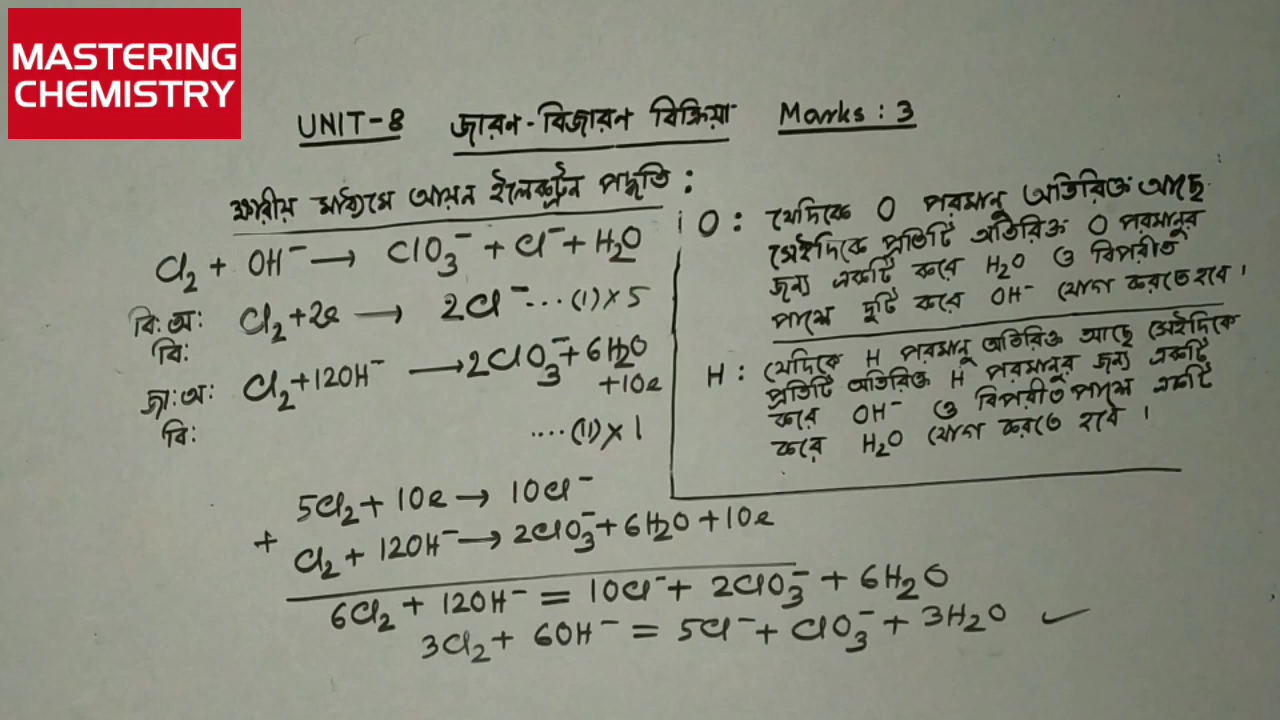 MASTERING
CHEMISTRY
UNIT-8 জারন-বিজারন বিক্রিয়া Marks : 3
ক্ষারীয় মাধ্যমে আয়ন ইলেকট্রন পদ্ধতি :
Cl₂ + OH⁻ → ClO₃⁻ + Cl⁻ + H₂O
বি: অ: Cl₂ + 2e → 2Cl⁻ ... (i) × 5
বি:
জা: অ: Cl₂ + 12OH⁻ → 2ClO₃⁻ + 6H₂O
+ 10e
বি: .... (ii) × 1
O : যেদিকে O পরমানু অতিরিক্ত আছে
সেইদিকে প্রতিটি অতিরিক্ত O পরমানুর
জন্য একটি করে H₂O ও বিপরীত
পাশে দুটি করে OH⁻ যোগ করতে হবে।
H : যেদিকে H পরমানু অতিরিক্ত আছে সেইদিকে
প্রতিটি অতিরিক্ত H পরমানুর জন্য একটি
করে OH⁻ ও বিপরীত পাশে একটি
করে H₂O যোগ করতে হবে।
5Cl₂ + 10e → 10Cl⁻
+ Cl₂ + 12OH⁻ → 2ClO₃⁻ + 6H₂O + 10e
6Cl₂ + 12OH⁻ = 10Cl⁻ + 2ClO₃⁻ + 6H₂O
3Cl₂ + 6OH⁻ = 5Cl⁻ + ClO₃⁻ + 3H₂O ✓